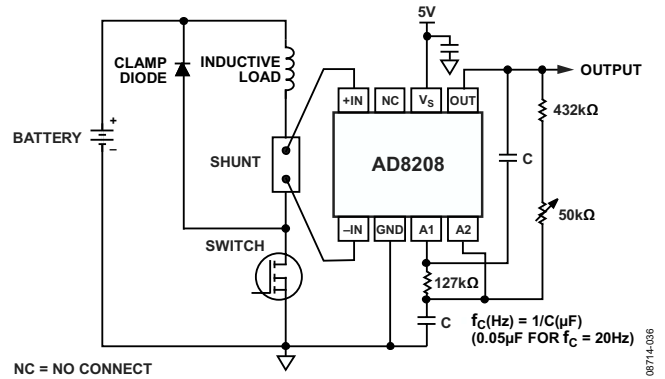 5V
CLAMP
DIODE
INDUCTIVE
LOAD
OUTPUT
+IN
NC
VS
OUT
432kΩ
BATTERY
+
–
SHUNT
AD8208
C
50kΩ
–IN
GND
A1
A2
SWITCH
127kΩ
C
fC(Hz) = 1/C(µF)
(0.05µF FOR fC = 20Hz)
NC = NO CONNECT
08714-036